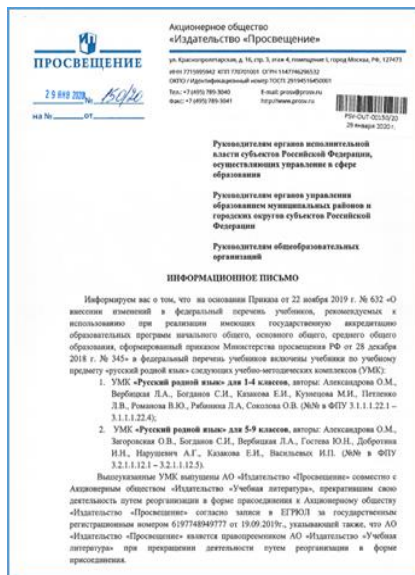 ПРОСВЕЩЕНИЕ
Акционерное общество
«Издательство «Просвещение»
ул. Краснопролетарская, д. 16, стр. 3, этаж 4, помещение I, город Москва, РФ, 127473
ИНН 7715995942 КПП 770701001 ОГРН 1147746296532
Тел.: +7 (495) 789-3040 E-mail: prosv@prosv.ru
Факс: +7 (495) 789-3041 http://www.prosv.ru
29 ЯНВ 2020 № 150/20
на № от
PSV-OUT-00150/20
29 января 2020 г.
Руководителям органов исполнительной
власти субъектов Российской Федерации,
осуществляющих управление в сфере
образования
Руководителям органов управления
образованием муниципальных районов и
городских округов субъектов Российской
Федерации
Руководителям общеобразовательных
организаций
ИНФОРМАЦИОННОЕ ПИСЬМО
Информируем вас о том, что на основании Приказа от 22 ноября 2019 г. № 632 «О
внесении изменений в федеральный перечень учебников, рекомендуемых к
использованию при реализации имеющих государственную аккредитацию
образовательных программ начального общего, основного общего, среднего общего
образования, сформированный приказом Министерства просвещения РФ от 28 декабря
2018 г. № 345» в федеральный перечень учебников включены учебники по учебному
предмету «русский родной язык» следующих учебно-методических комплексов (УМК):
1. УМК «Русский родной язык» для 1-4 классов, авторы: Александрова О.М.,
Вербицкая Л.А., Богданов С.И., Казакова Е.И., Кузнецова М.И., Петленко
Л.В., Романова В.Ю., Рябинина Л.А., Соколова О.В. (№№ в ФПУ 3.1.1.1.22.1 –
3.1.1.1.22.4);
2. УМК «Русский родной язык» для 5-9 классов, авторы: Александрова О.М.,
Загоровская О.В., Богданов С.И., Вербицкая Л.А., Гостева Ю.Н., Добротина
И.Н., Нарушевич А.Г., Казакова Е.И., Васильевых И.П. (№№ в ФПУ
3.2.1.1.12.1 – 3.2.1.1.12.5).
Вышеуказанные УМК выпущены АО «Издательство «Просвещение» совместно с
Акционерным обществом «Издательство «Учебная литература», прекратившим свою
деятельность путем реорганизации в форме присоединения к Акционерному обществу
«Издательство «Просвещение» согласно записи в ЕГРЮЛ за государственным
регистрационным номером 6197748949777 от 19.09.2019г., указывающей также, что АО
«Издательство «Просвещение» является правопреемником АО «Издательство «Учебная
литература» при прекращении деятельности путем реорганизации в форме
присоединения.